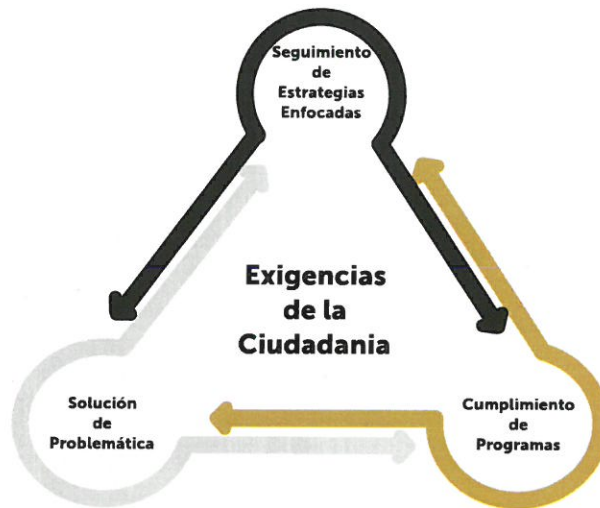 Seguimiento
de
Estrategias
Enfocadas
Exigencias
de la
Ciudadania
Solución
de
Problemática
Cumplimiento
de
Programas